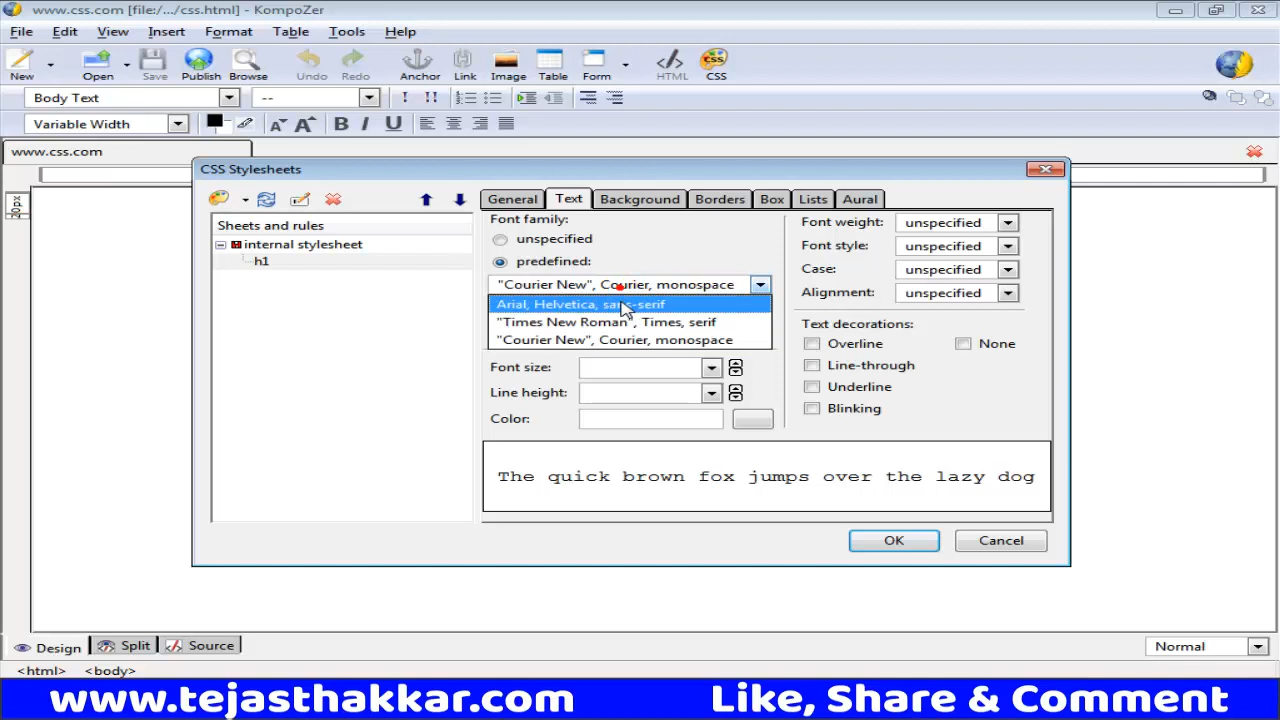 www.css.com [file:/.../css.html] - KompoZer
File Edit View Insert Format Table Tools Help
New Open Save Publish Browse Undo Redo Anchor Link Image Table Form HTML CSS
Body Text --
Variable Width B I U
www.css.com
CSS Stylesheets
General Text Background Borders Box Lists Aural
Sheets and rules
internal stylesheet
h1
Font family:
unspecified
predefined:
"Courier New", Courier, monospace
Arial, Helvetica, sans-serif
"Times New Roman", Times, serif
"Courier New", Courier, monospace
Font size:
Line height:
Color:
Font weight: unspecified
Font style: unspecified
Case: unspecified
Alignment: unspecified
Text decorations:
Overline None
Line-through
Underline
Blinking
The quick brown fox jumps over the lazy dog
OK Cancel
Design Split Source Normal
<html> <body>
www.tejasthakkar.com Like, Share & Comment